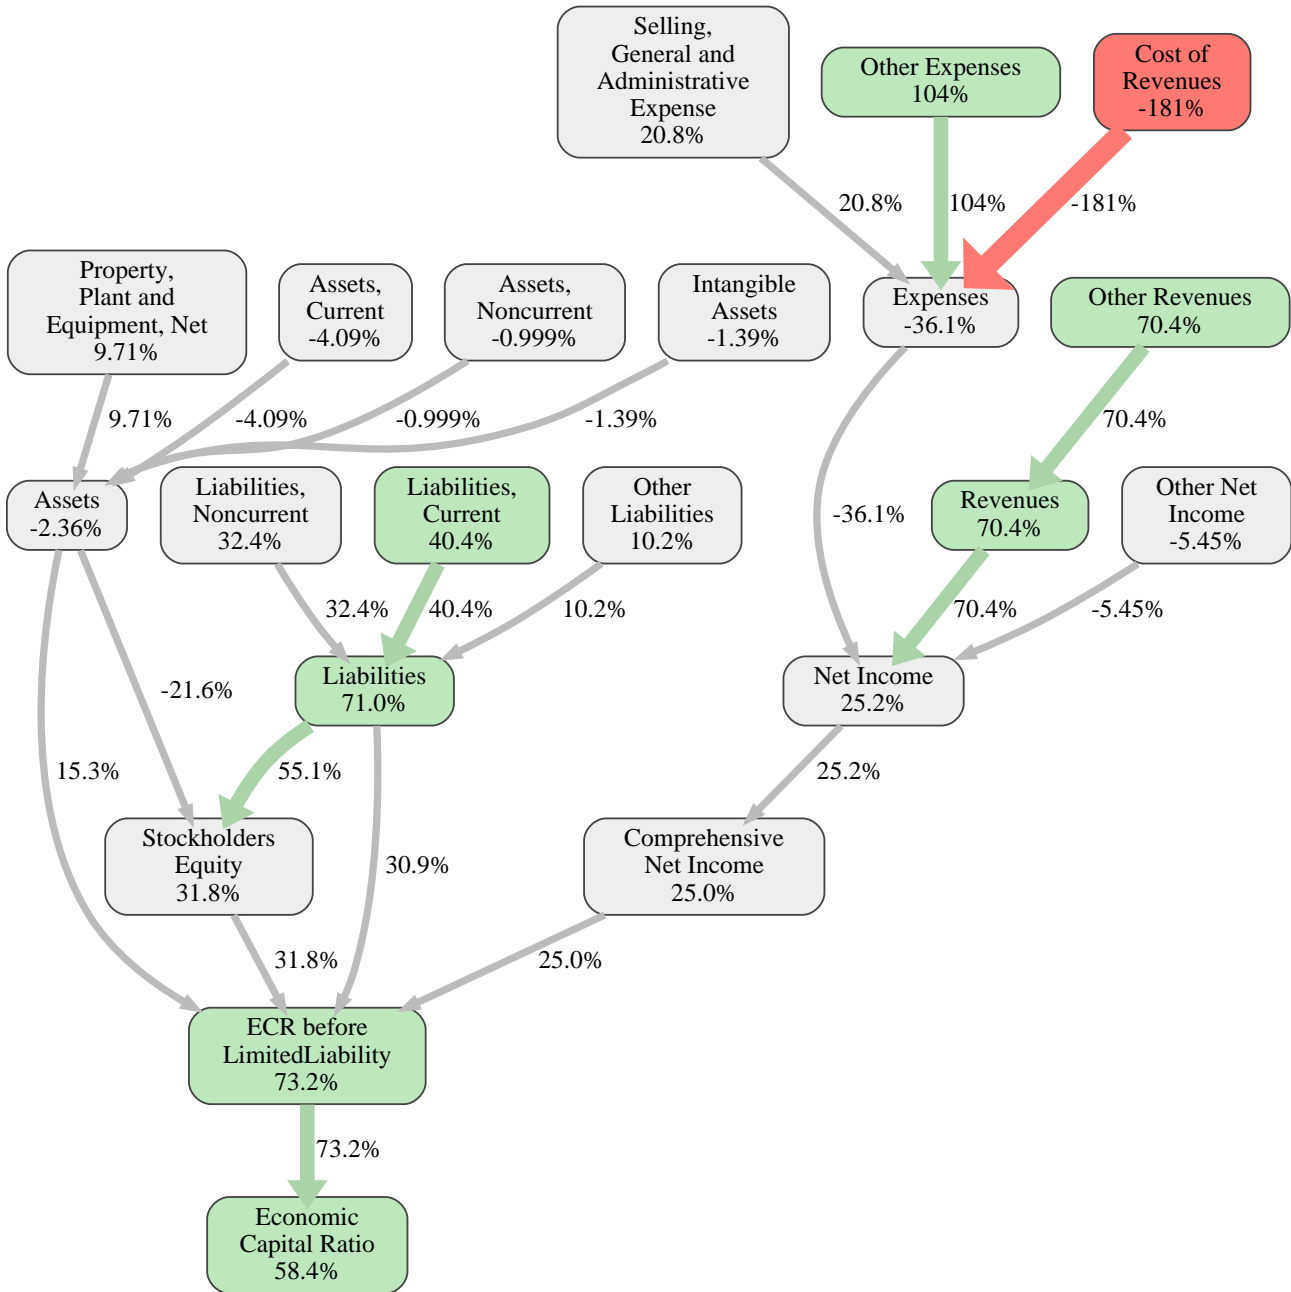 Selling,
General and
Administrative
Expense
20.8%
Other Expenses
104%
Cost of
Revenues
-181%
20.8%
104%
-181%
Property,
Plant and
Equipment, Net
9.71%
Assets,
Current
-4.09%
Assets,
Noncurrent
-0.999%
Intangible
Assets
-1.39%
Expenses
-36.1%
Other Revenues
70.4%
9.71%
-4.09%
-0.999%
-1.39%
70.4%
Assets
-2.36%
Liabilities,
Noncurrent
32.4%
Liabilities,
Current
40.4%
Other
Liabilities
10.2%
-36.1%
Revenues
70.4%
Other Net
Income
-5.45%
32.4%
40.4%
10.2%
70.4%
-5.45%
-21.6%
Liabilities
71.0%
Net Income
25.2%
15.3%
55.1%
25.2%
Stockholders
Equity
31.8%
30.9%
Comprehensive
Net Income
25.0%
31.8%
25.0%
ECR before
LimitedLiability
73.2%
73.2%
Economic
Capital Ratio
58.4%